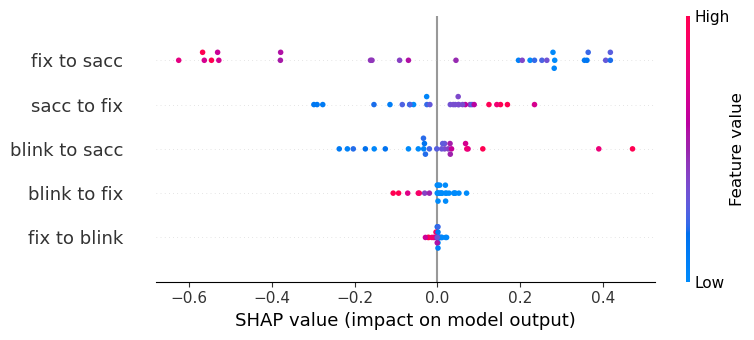 High
fix to sacc
sacc to fix
blink to sacc
blink to fix
fix to blink
Feature value
Low
−0.6 −0.4 −0.2 0.0 0.2 0.4
SHAP value (impact on model output)